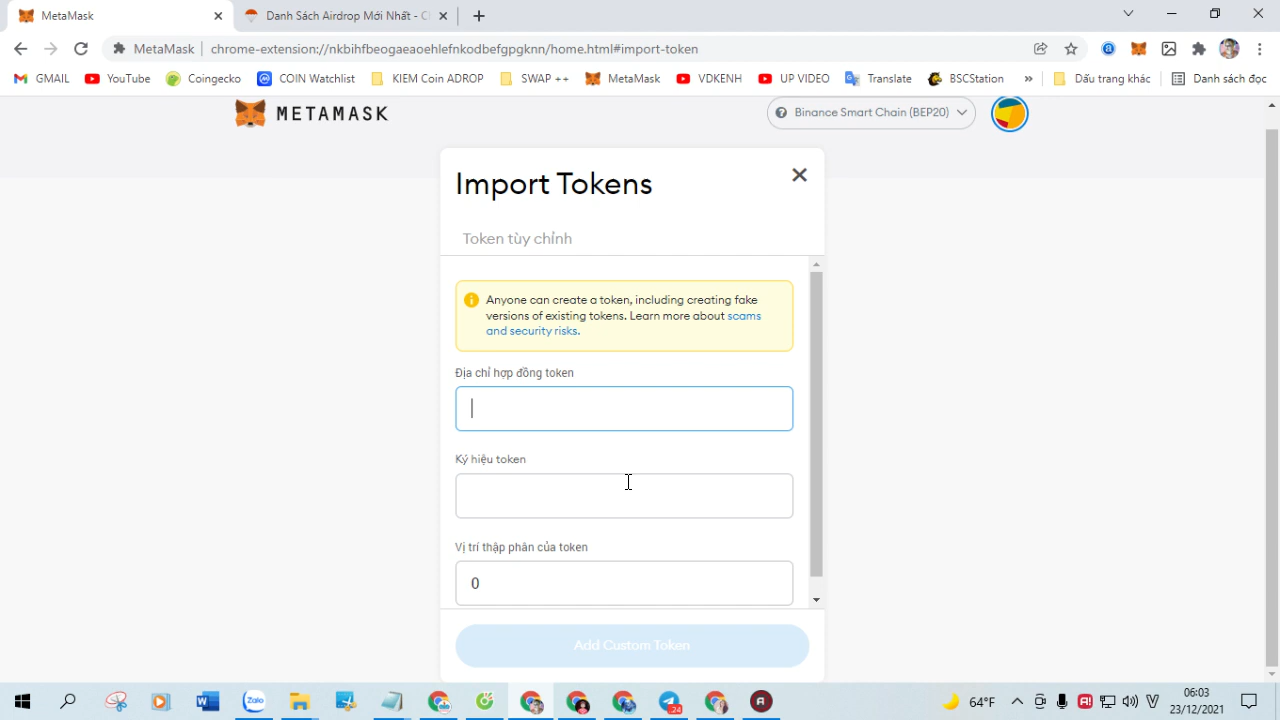 MetaMask
Danh Sách Airdrop Mới Nhất - C
MetaMask
chrome-extension://nkbihfbeogaeaoehlefnkodbefgpgknn/home.html#import-token
GMAIL
YouTube
Coingecko
COIN Watchlist
KIEM Coin ADROP
SWAP ++
MetaMask
VDKENH
UP VIDEO
Translate
BSCStation
»
Dấu trang khác
Danh sách đọc
METAMASK
Binance Smart Chain (BEP20)
Import Tokens
Token tùy chỉnh
Anyone can create a token, including creating fake
versions of existing tokens. Learn more about scams
and security risks.
Địa chỉ hợp đồng token
Ký hiệu token
Vị trí thập phân của token
0
Add Custom Token
Zalo
24
64°F
06:03
23/12/2021